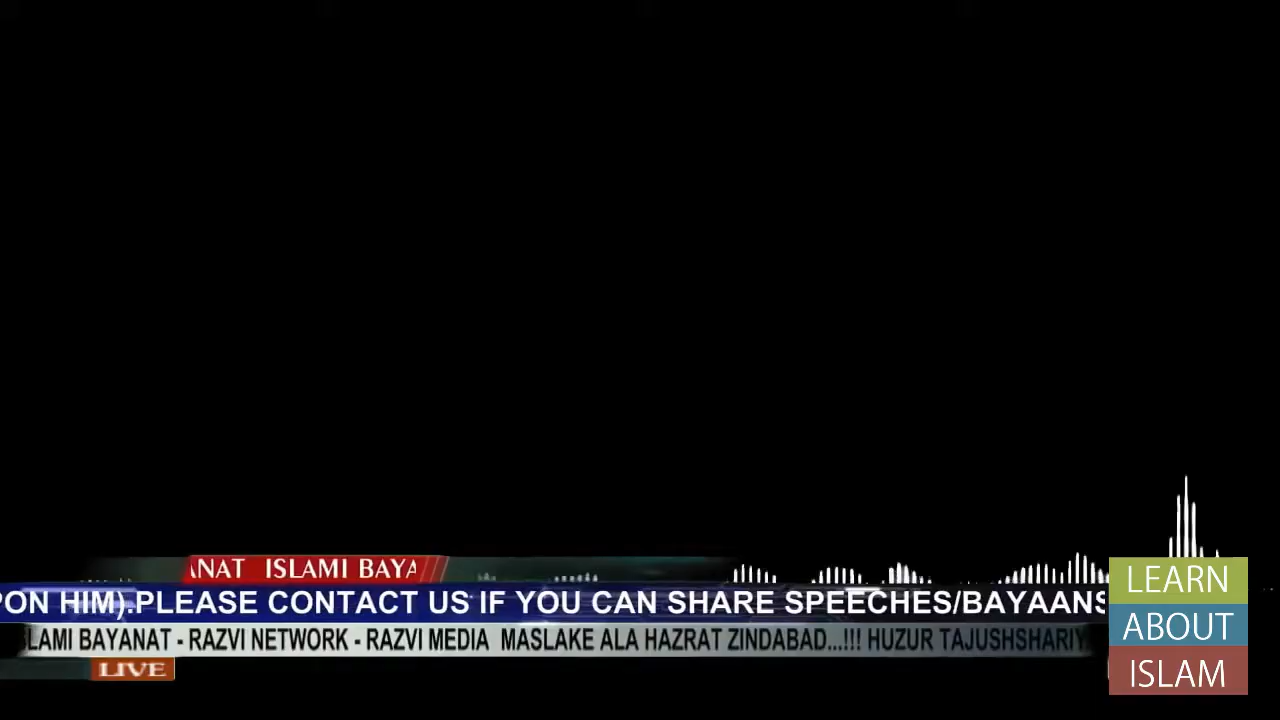 NAT ISLAMI BAYA
PON HIM).PLEASE CONTACT US IF YOU CAN SHARE SPEECHES/BAYAANS
LAMI BAYANAT - RAZVI NETWORK - RAZVI MEDIA MASLAKE ALA HAZRAT ZINDABAD...!!! HUZUR TAJUSHSHARIY
LIVE
LEARN
ABOUT
ISLAM